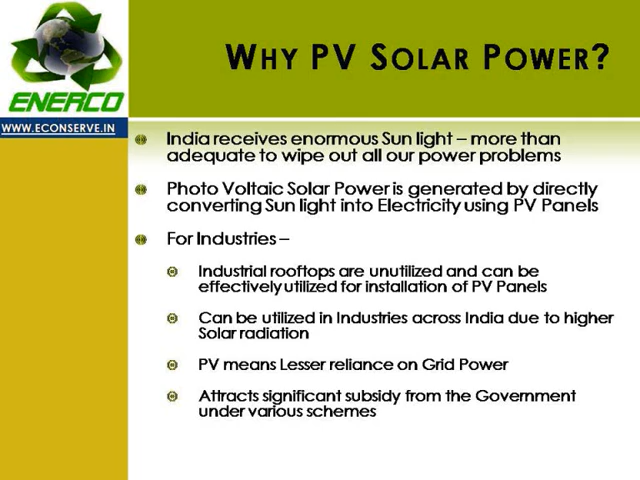 ENERCO
WWW.ECONSERVE.IN
WHY PV SOLAR POWER?
India receives enormous Sun light – more than
adequate to wipe out all our power problems
Photo Voltaic Solar Power is generated by directly
converting Sun light into Electricity using PV Panels
For Industries –
Industrial rooftops are unutilized and can be
effectively utilized for installation of PV Panels
Can be utilized in Industries across India due to higher
Solar radiation
PV means Lesser reliance on Grid Power
Attracts significant subsidy from the Government
under various schemes